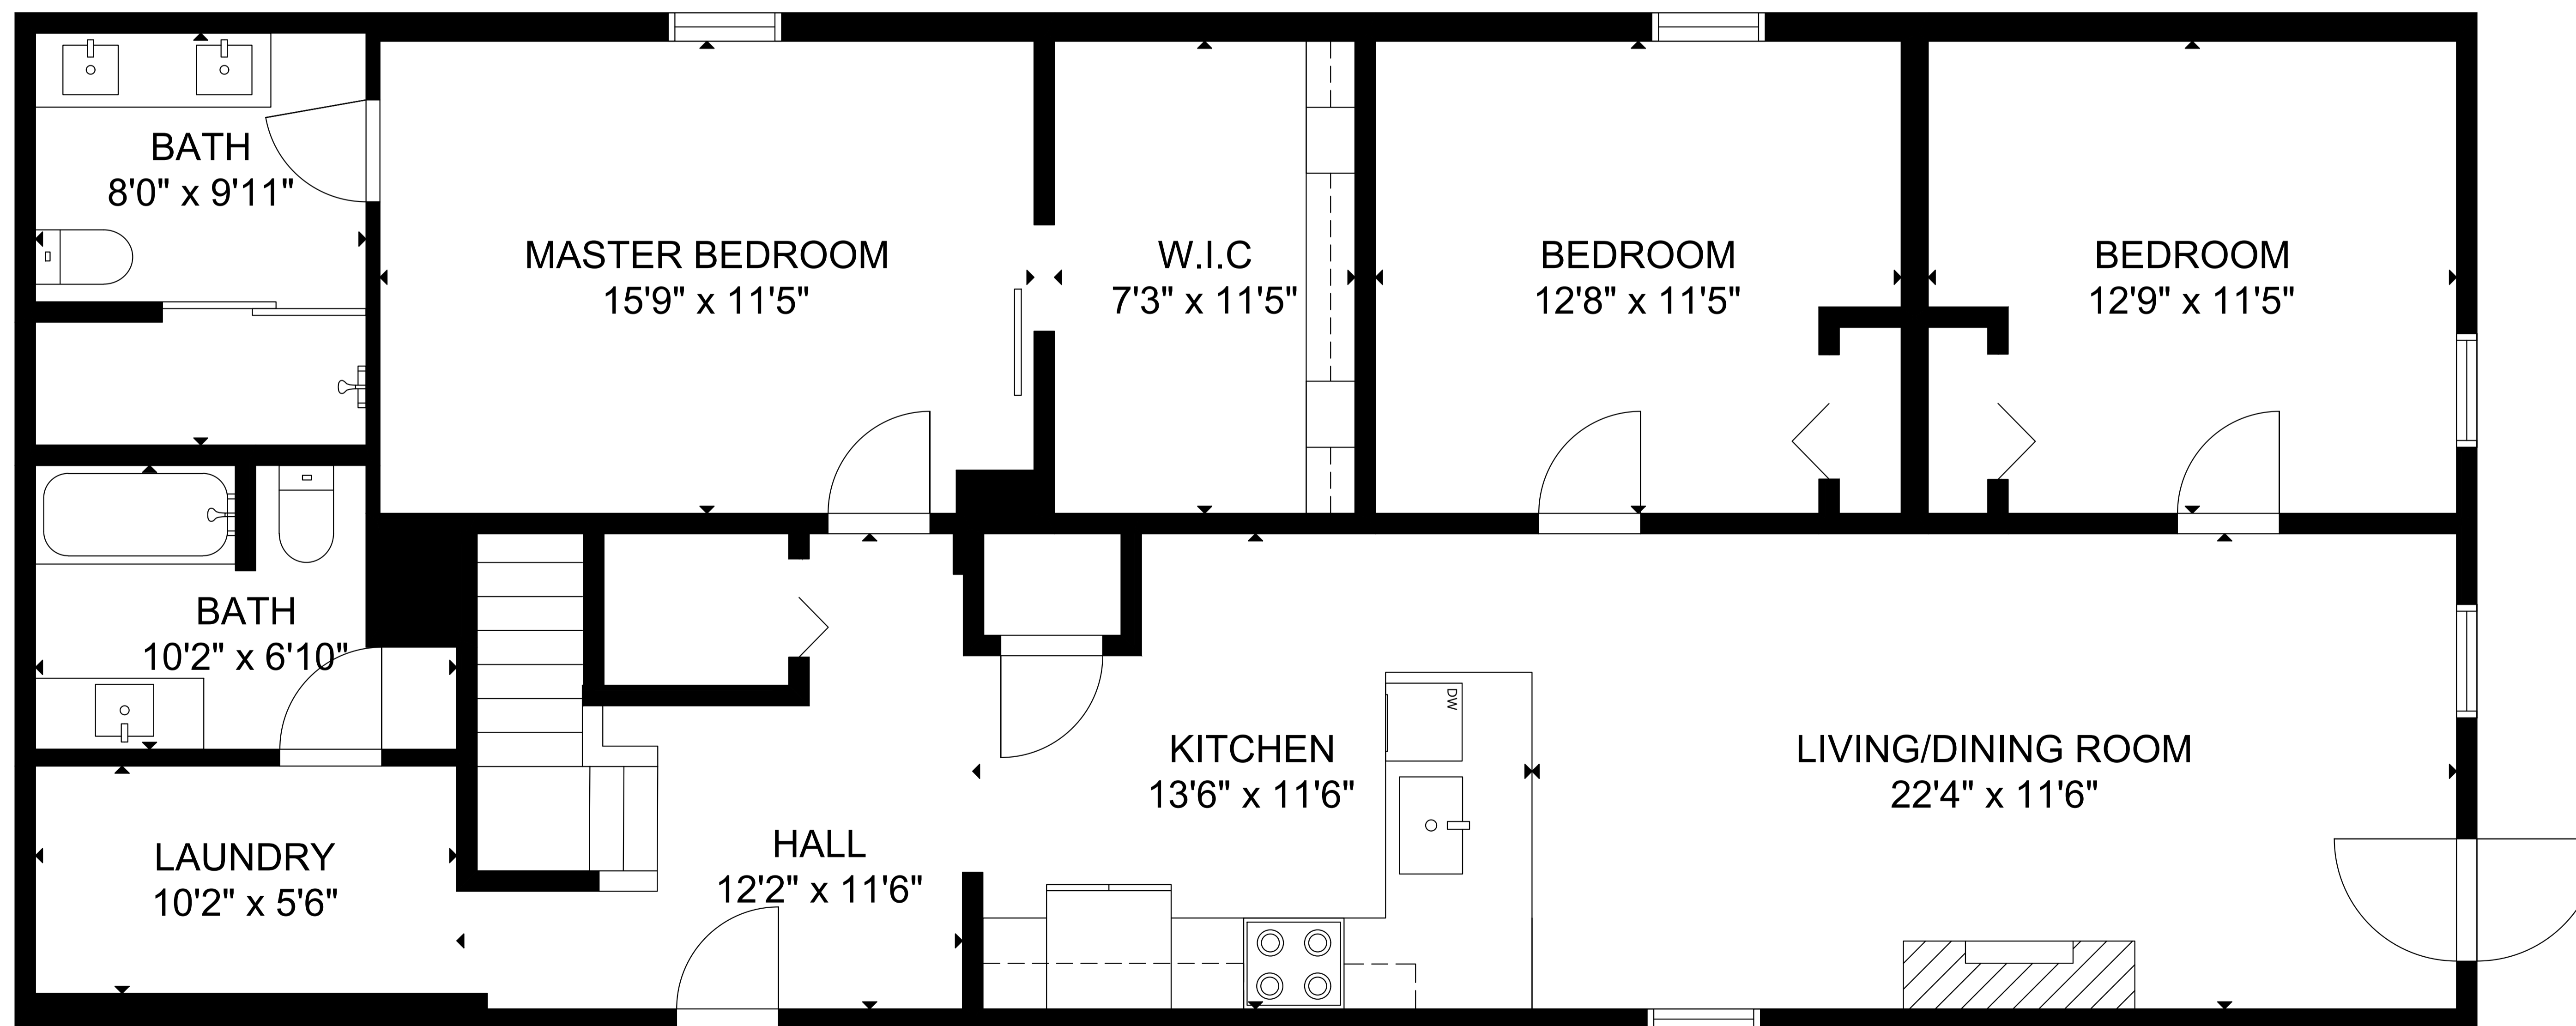 BATH
8'0" x 9'11"
MASTER BEDROOM
15'9" x 11'5"
W.I.C
7'3" x 11'5"
BEDROOM
12'8" x 11'5"
BEDROOM
12'9" x 11'5"
BATH
10'2" x 6'10"
DW
KITCHEN
13'6" x 11'6"
LIVING/DINING ROOM
22'4" x 11'6"
LAUNDRY
10'2" x 5'6"
HALL
12'2" x 11'6"